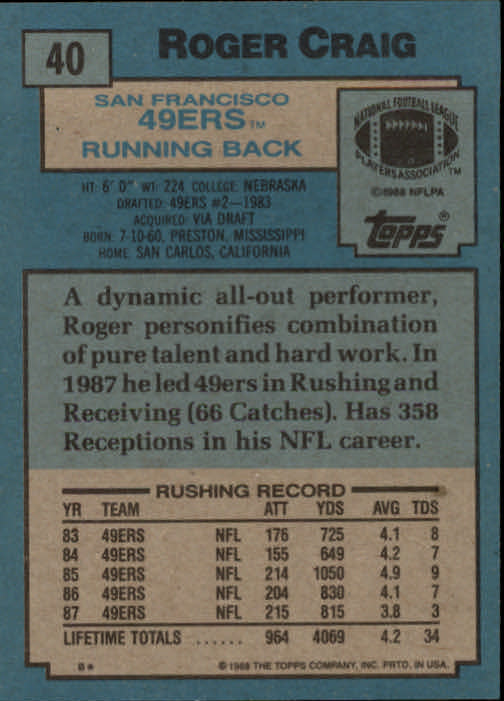 40
ROGER CRAIG
SAN FRANCISCO
49ERS TM
RUNNING BACK
NATIONAL FOOTBALL LEAGUE
PLAYERS ASSOCIATION TM
©1988 NFLPA
Topps®
HT: 6' 0" WT: 224 COLLEGE: NEBRASKA
DRAFTED: 49ERS #2—1983
ACQUIRED: VIA DRAFT
BORN: 7-10-60, PRESTON, MISSISSIPPI
HOME: SAN CARLOS, CALIFORNIA
A dynamic all-out performer,
Roger personifies combination
of pure talent and hard work. In
1987 he led 49ers in Rushing and
Receiving (66 Catches). Has 358
Receptions in his NFL career.
RUSHING RECORD
YR TEAM ATT YDS AVG TDS
83 49ERS NFL 176 725 4.1 8
84 49ERS NFL 155 649 4.2 7
85 49ERS NFL 214 1050 4.9 9
86 49ERS NFL 204 830 4.1 7
87 49ERS NFL 215 815 3.8 3
LIFETIME TOTALS ...... 964 4069 4.2 34
B* ©1988 THE TOPPS COMPANY, INC. PRTD. IN USA.